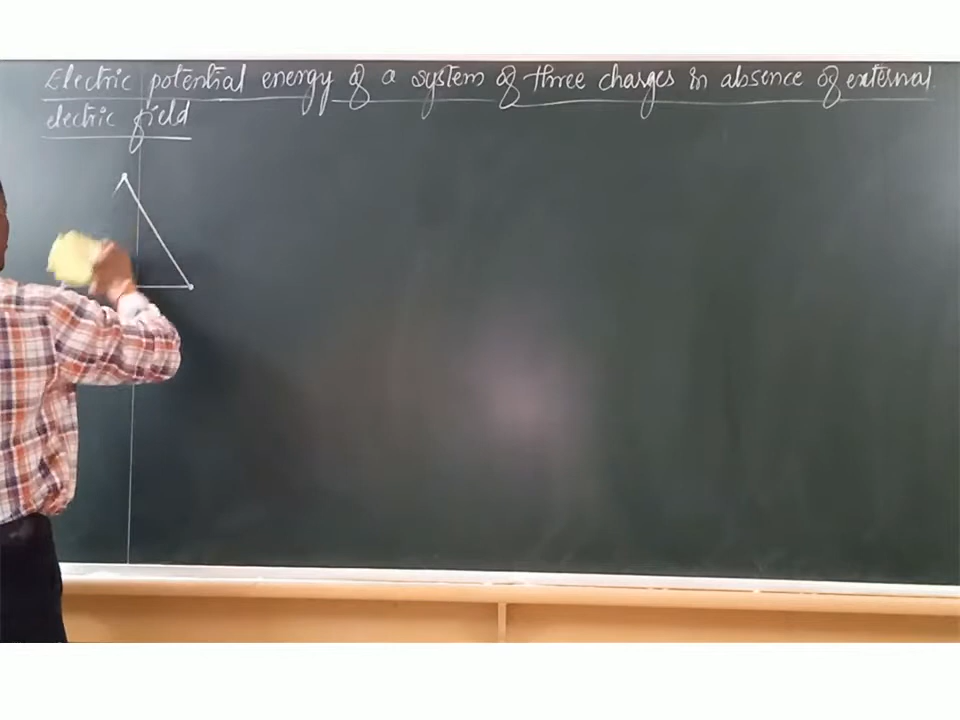 Electric potential energy of a system of three charges in absence of external
electric field